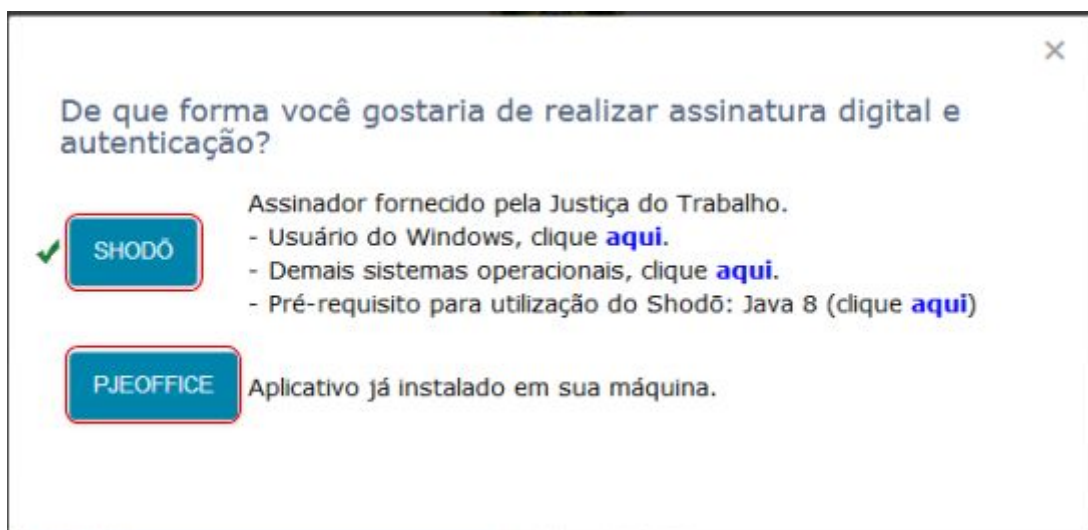 De que forma você gostaria de realizar assinatura digital e
autenticação?
SHODŌ
Assinador fornecido pela Justiça do Trabalho.
- Usuário do Windows, clique aqui.
- Demais sistemas operacionais, clique aqui.
- Pré-requisito para utilização do Shodō: Java 8 (clique aqui)
PJEOFFICE
Aplicativo já instalado em sua máquina.